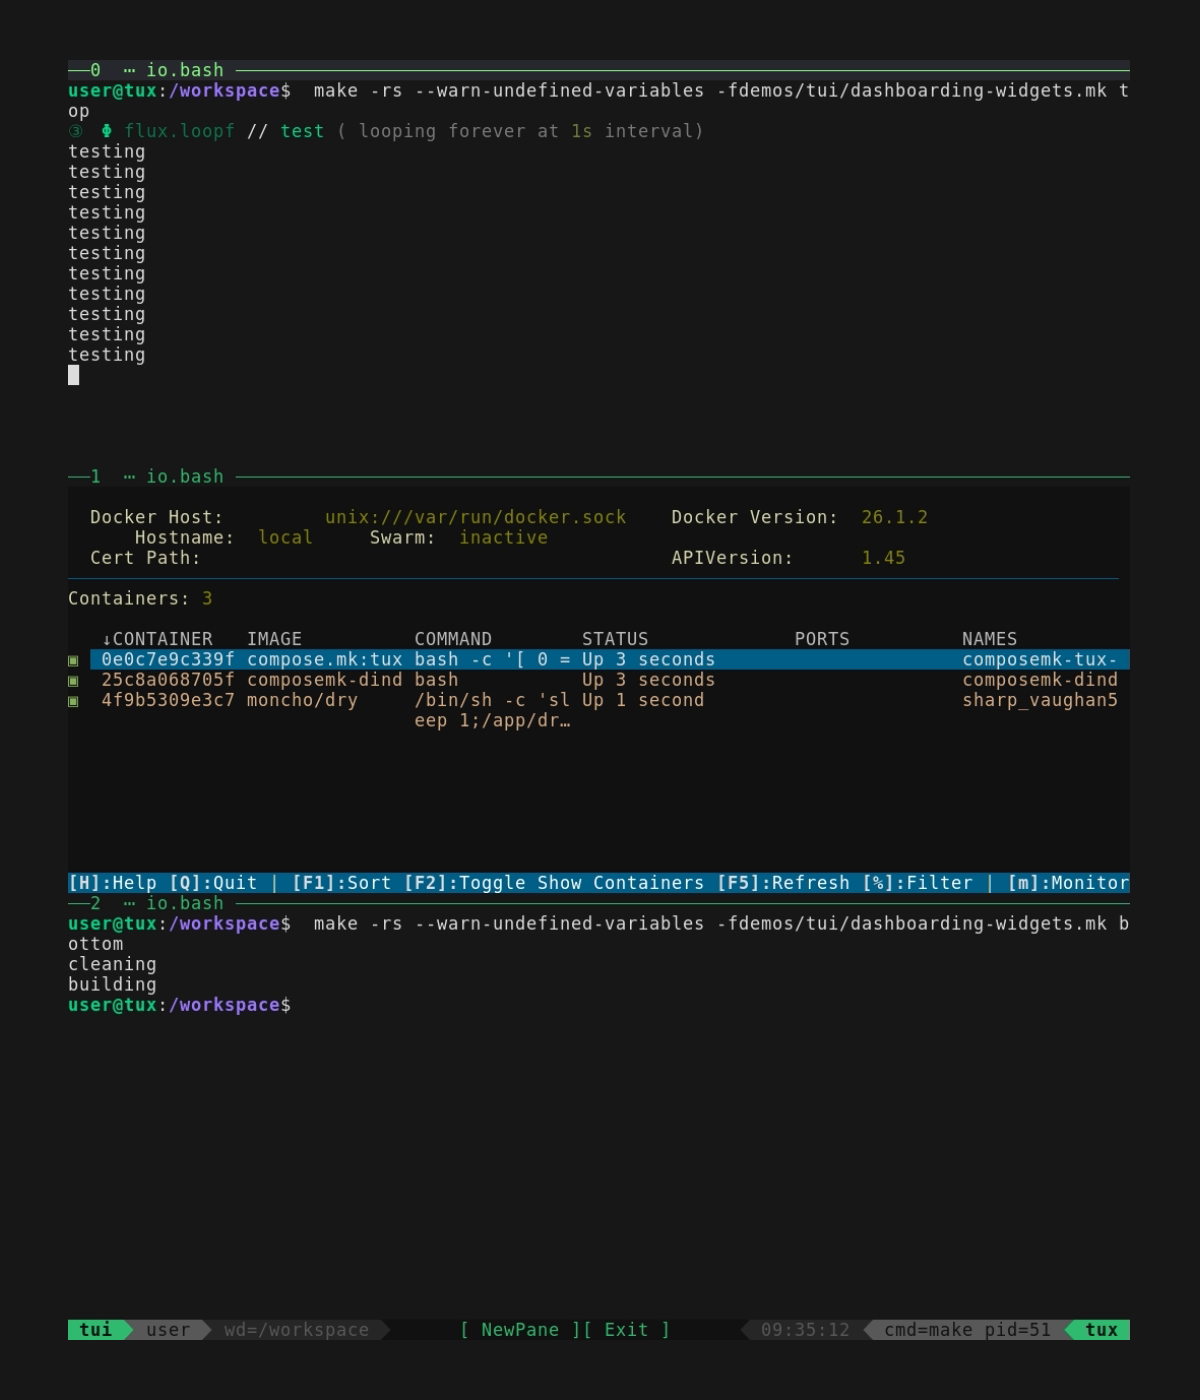 0 ⋯ io.bash
user@tux:/workspace$ make -rs --warn-undefined-variables -fdemos/tui/dashboarding-widgets.mk t
op
③ Φ flux.loopf // test ( looping forever at 1s interval)
testing
testing
testing
testing
testing
testing
testing
testing
testing
testing
testing
1 ⋯ io.bash
Docker Host: unix:///var/run/docker.sock Docker Version: 26.1.2
Hostname: local Swarm: inactive
Cert Path: APIVersion: 1.45
Containers: 3
↓CONTAINER IMAGE COMMAND STATUS PORTS NAMES
▣ 0e0c7e9c339f compose.mk:tux bash -c '[ 0 = Up 3 seconds composemk-tux-
▣ 25c8a068705f composemk-dind bash Up 3 seconds composemk-dind
▣ 4f9b5309e3c7 moncho/dry /bin/sh -c 'sl Up 1 second sharp_vaughan5
eep 1;/app/dr…
[H]:Help [Q]:Quit | [F1]:Sort [F2]:Toggle Show Containers [F5]:Refresh [%]:Filter | [m]:Monitor
2 ⋯ io.bash
user@tux:/workspace$ make -rs --warn-undefined-variables -fdemos/tui/dashboarding-widgets.mk b
ottom
cleaning
building
user@tux:/workspace$
tui user wd=/workspace [ NewPane ][ Exit ] 09:35:12 cmd=make pid=51 tux